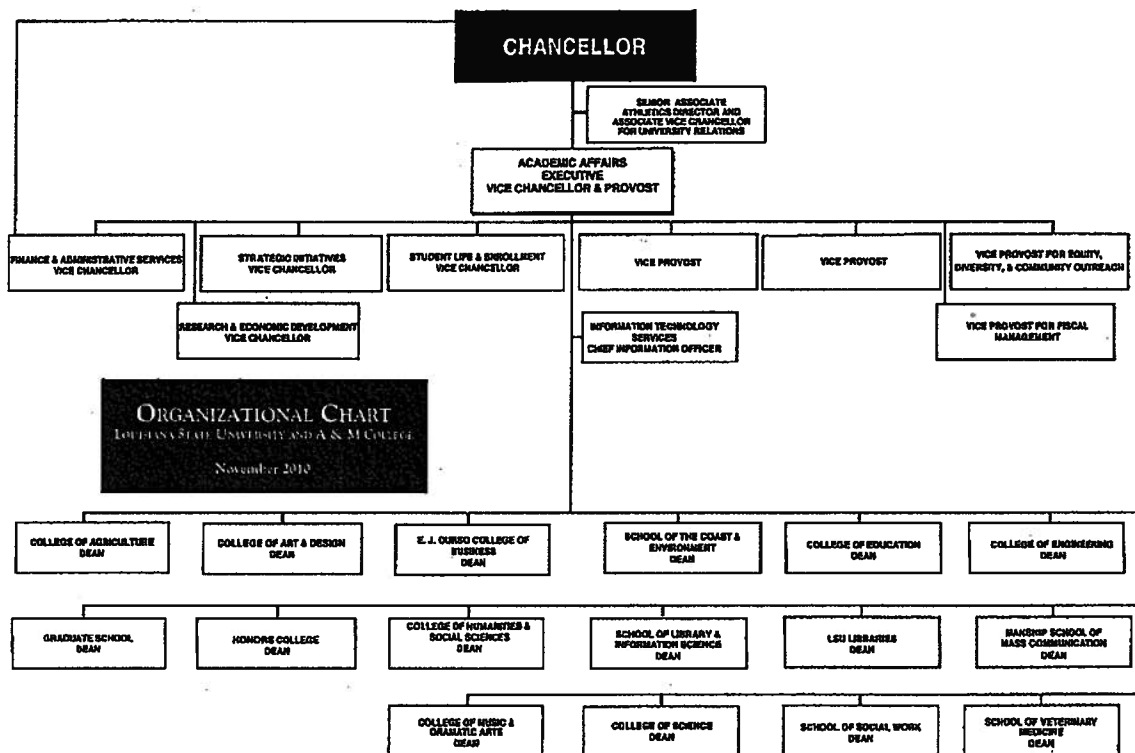 CHANCELLOR
SENIOR ASSOCIATE
ATHLETICS DIRECTOR AND
ASSOCIATE VICE CHANCELLOR
FOR UNIVERSITY RELATIONS
ACADEMIC AFFAIRS
EXECUTIVE
VICE CHANCELLOR & PROVOST
FINANCE & ADMINISTRATIVE SERVICES
VICE CHANCELLOR
STRATEGIC INITIATIVES
VICE CHANCELLOR
STUDENT LIFE & ENROLLMENT
VICE CHANCELLOR
VICE PROVOST
VICE PROVOST
VICE PROVOST FOR EQUITY,
DIVERSITY, & COMMUNITY OUTREACH
RESEARCH & ECONOMIC DEVELOPMENT
VICE CHANCELLOR
INFORMATION TECHNOLOGY
SERVICES
CHIEF INFORMATION OFFICER
VICE PROVOST FOR FISCAL
MANAGEMENT
ORGANIZATIONAL CHART
LOUISIANA STATE UNIVERSITY AND A & M COLLEGE
November 2010
COLLEGE OF AGRICULTURE
DEAN
COLLEGE OF ART & DESIGN
DEAN
E. J. OURSO COLLEGE OF
BUSINESS
DEAN
SCHOOL OF THE COAST &
ENVIRONMENT
DEAN
COLLEGE OF EDUCATION
DEAN
COLLEGE OF ENGINEERING
DEAN
GRADUATE SCHOOL
DEAN
HONORS COLLEGE
DEAN
COLLEGE OF HUMANITIES &
SOCIAL SCIENCES
DEAN
SCHOOL OF LIBRARY &
INFORMATION SCIENCE
DEAN
LSU LIBRARIES
DEAN
MANSHIP SCHOOL OF
MASS COMMUNICATION
DEAN
COLLEGE OF MUSIC &
DRAMATIC ARTS
DEAN
COLLEGE OF SCIENCE
DEAN
SCHOOL OF SOCIAL WORK
DEAN
SCHOOL OF VETERINARY
MEDICINE
DEAN